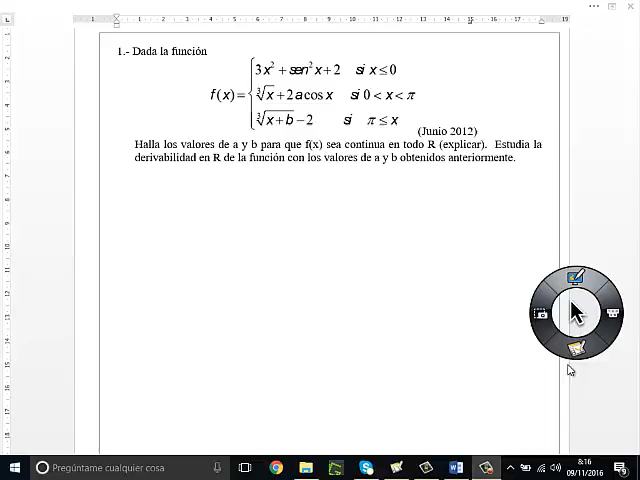 1.- Dada la función
f(x) = { 3x² + sen²x + 2   si x ≤ 0
∛x + 2a cos x   si 0 < x < π
∛(x + b) − 2   si π ≤ x
(Junio 2012)
Halla los valores de a y b para que f(x) sea continua en todo R (explicar). Estudia la
derivabilidad en R de la función con los valores de a y b obtenidos anteriormente.
Pregúntame cualquier cosa
8:16
09/11/2016